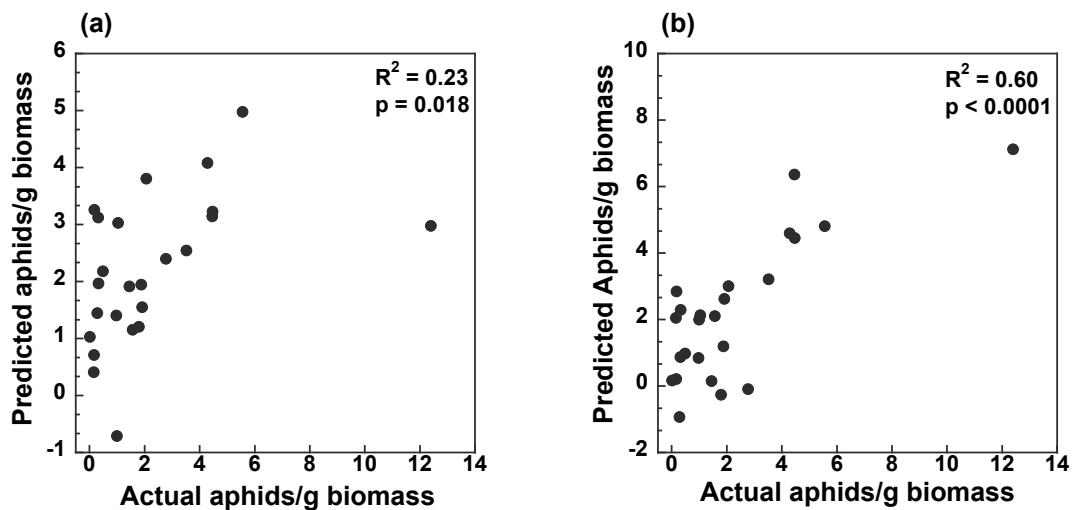 (a)
R² = 0.23
p = 0.018
Predicted aphids/g biomass
6
5
4
3
2
1
0
-1
0 2 4 6 8 10 12 14
Actual aphids/g biomass
(b)
R² = 0.60
p < 0.0001
Predicted Aphids/g biomass
10
8
6
4
2
0
-2
0 2 4 6 8 10 12 14
Actual aphids/g biomass